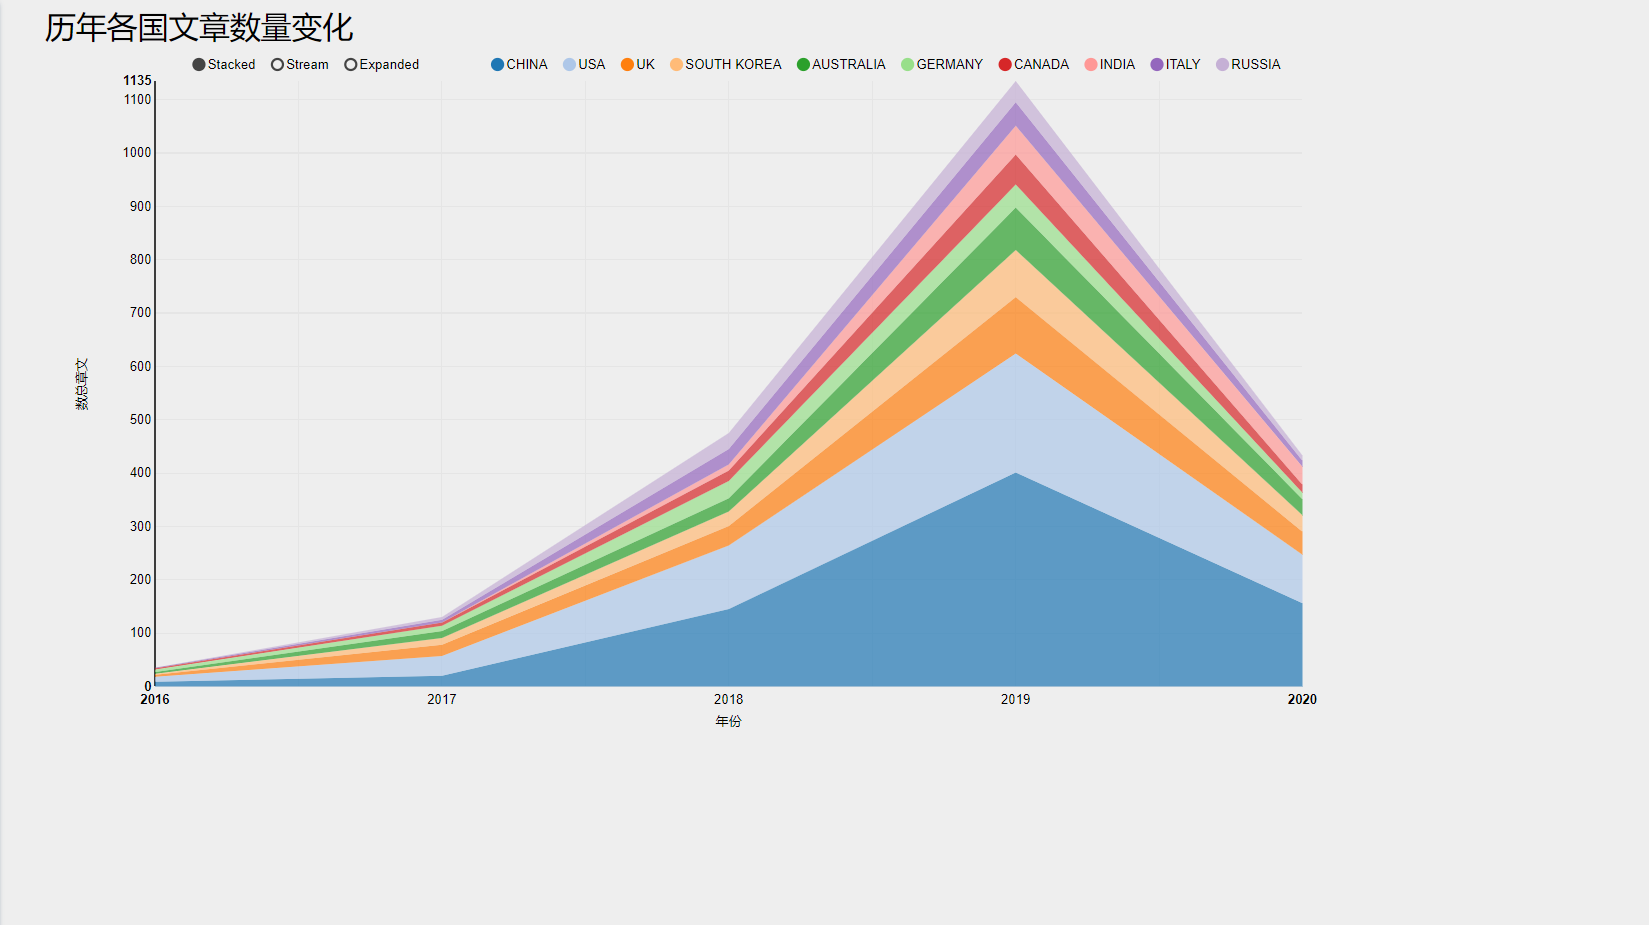 历年各国文章数量变化
Stacked Stream Expanded CHINA USA UK SOUTH KOREA AUSTRALIA GERMANY CANADA INDIA ITALY RUSSIA
1135
1100
1000
900
800
700
600
500
400
300
200
100
0
数总章文
2016 2017 2018 2019 2020
年份